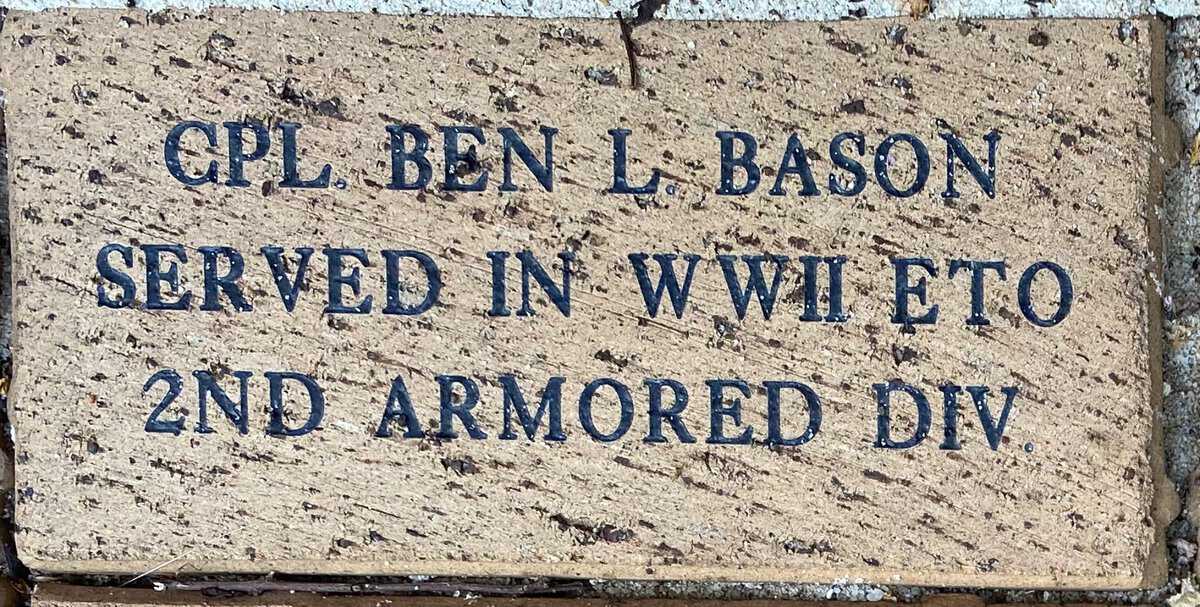 CPL. BEN L. BASON
SERVED IN WWII ETO
2ND ARMORED DIV.